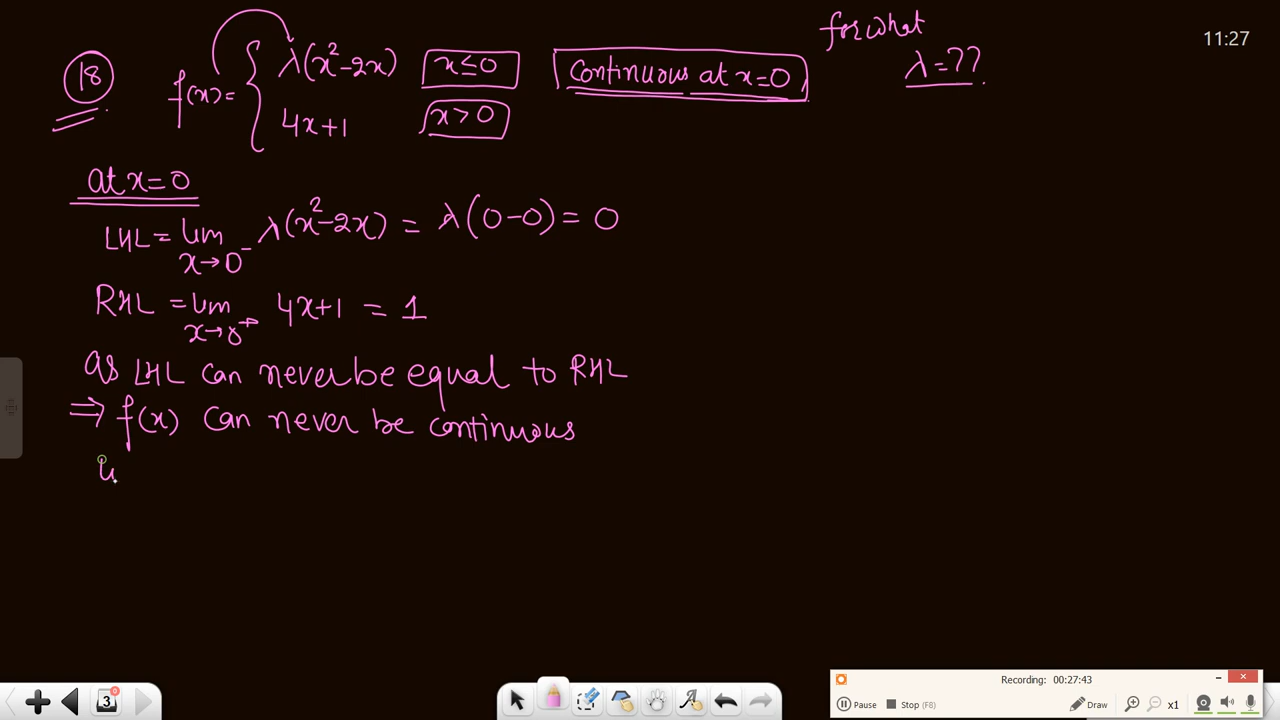 for what
λ=??
11:27
18 f(x)= { λ(x²-2x) x≤0 Continuous at x=0
4x+1 x>0
At x=0
LHL = lim x→0⁻ λ(x²-2x) = λ(0-0) = 0
RHL = lim x→0⁺ 4x+1 = 1
As LHL can never be equal to RHL
⇒ f(x) can never be continuous
3
0
Recording: 00:27:43
Pause Stop (F8) Draw x1